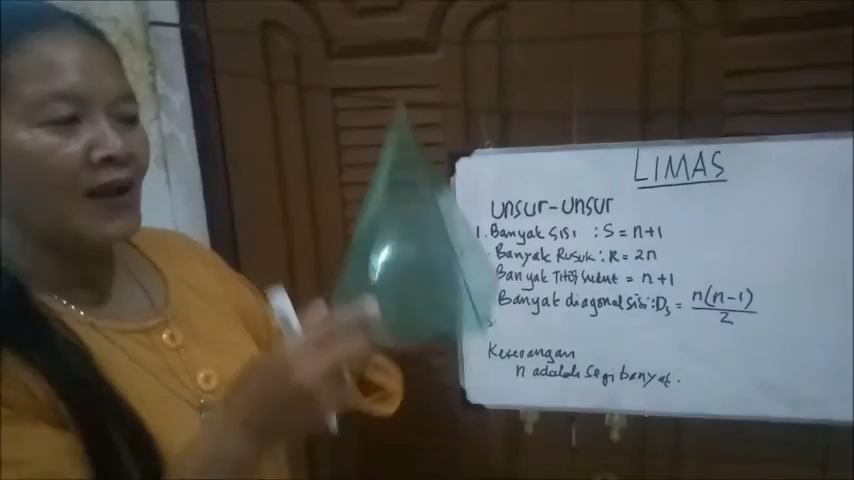 LIMAS
UNSUR-UNSUR
1. Banyak Sisi : S = n+1
Banyak Rusuk : R = 2n
Banyak Titik Sudut = n+1
Banyak diagonal sisi : Ds = n(n-1)/2
Keterangan
n adalah Segi banyak.